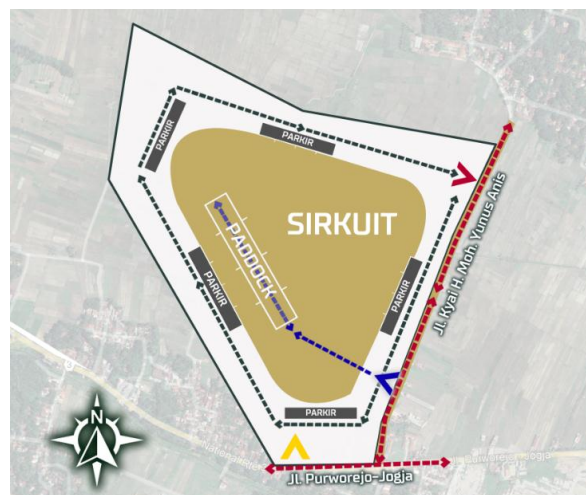 PARKIR
PARKIR
SIRKUIT
PADDOCK
PARKIR
PARKIR
Jl. Kyai H. Moh. Yunus Anis
PARKIR
N
Jl. Purworejo-Jogja